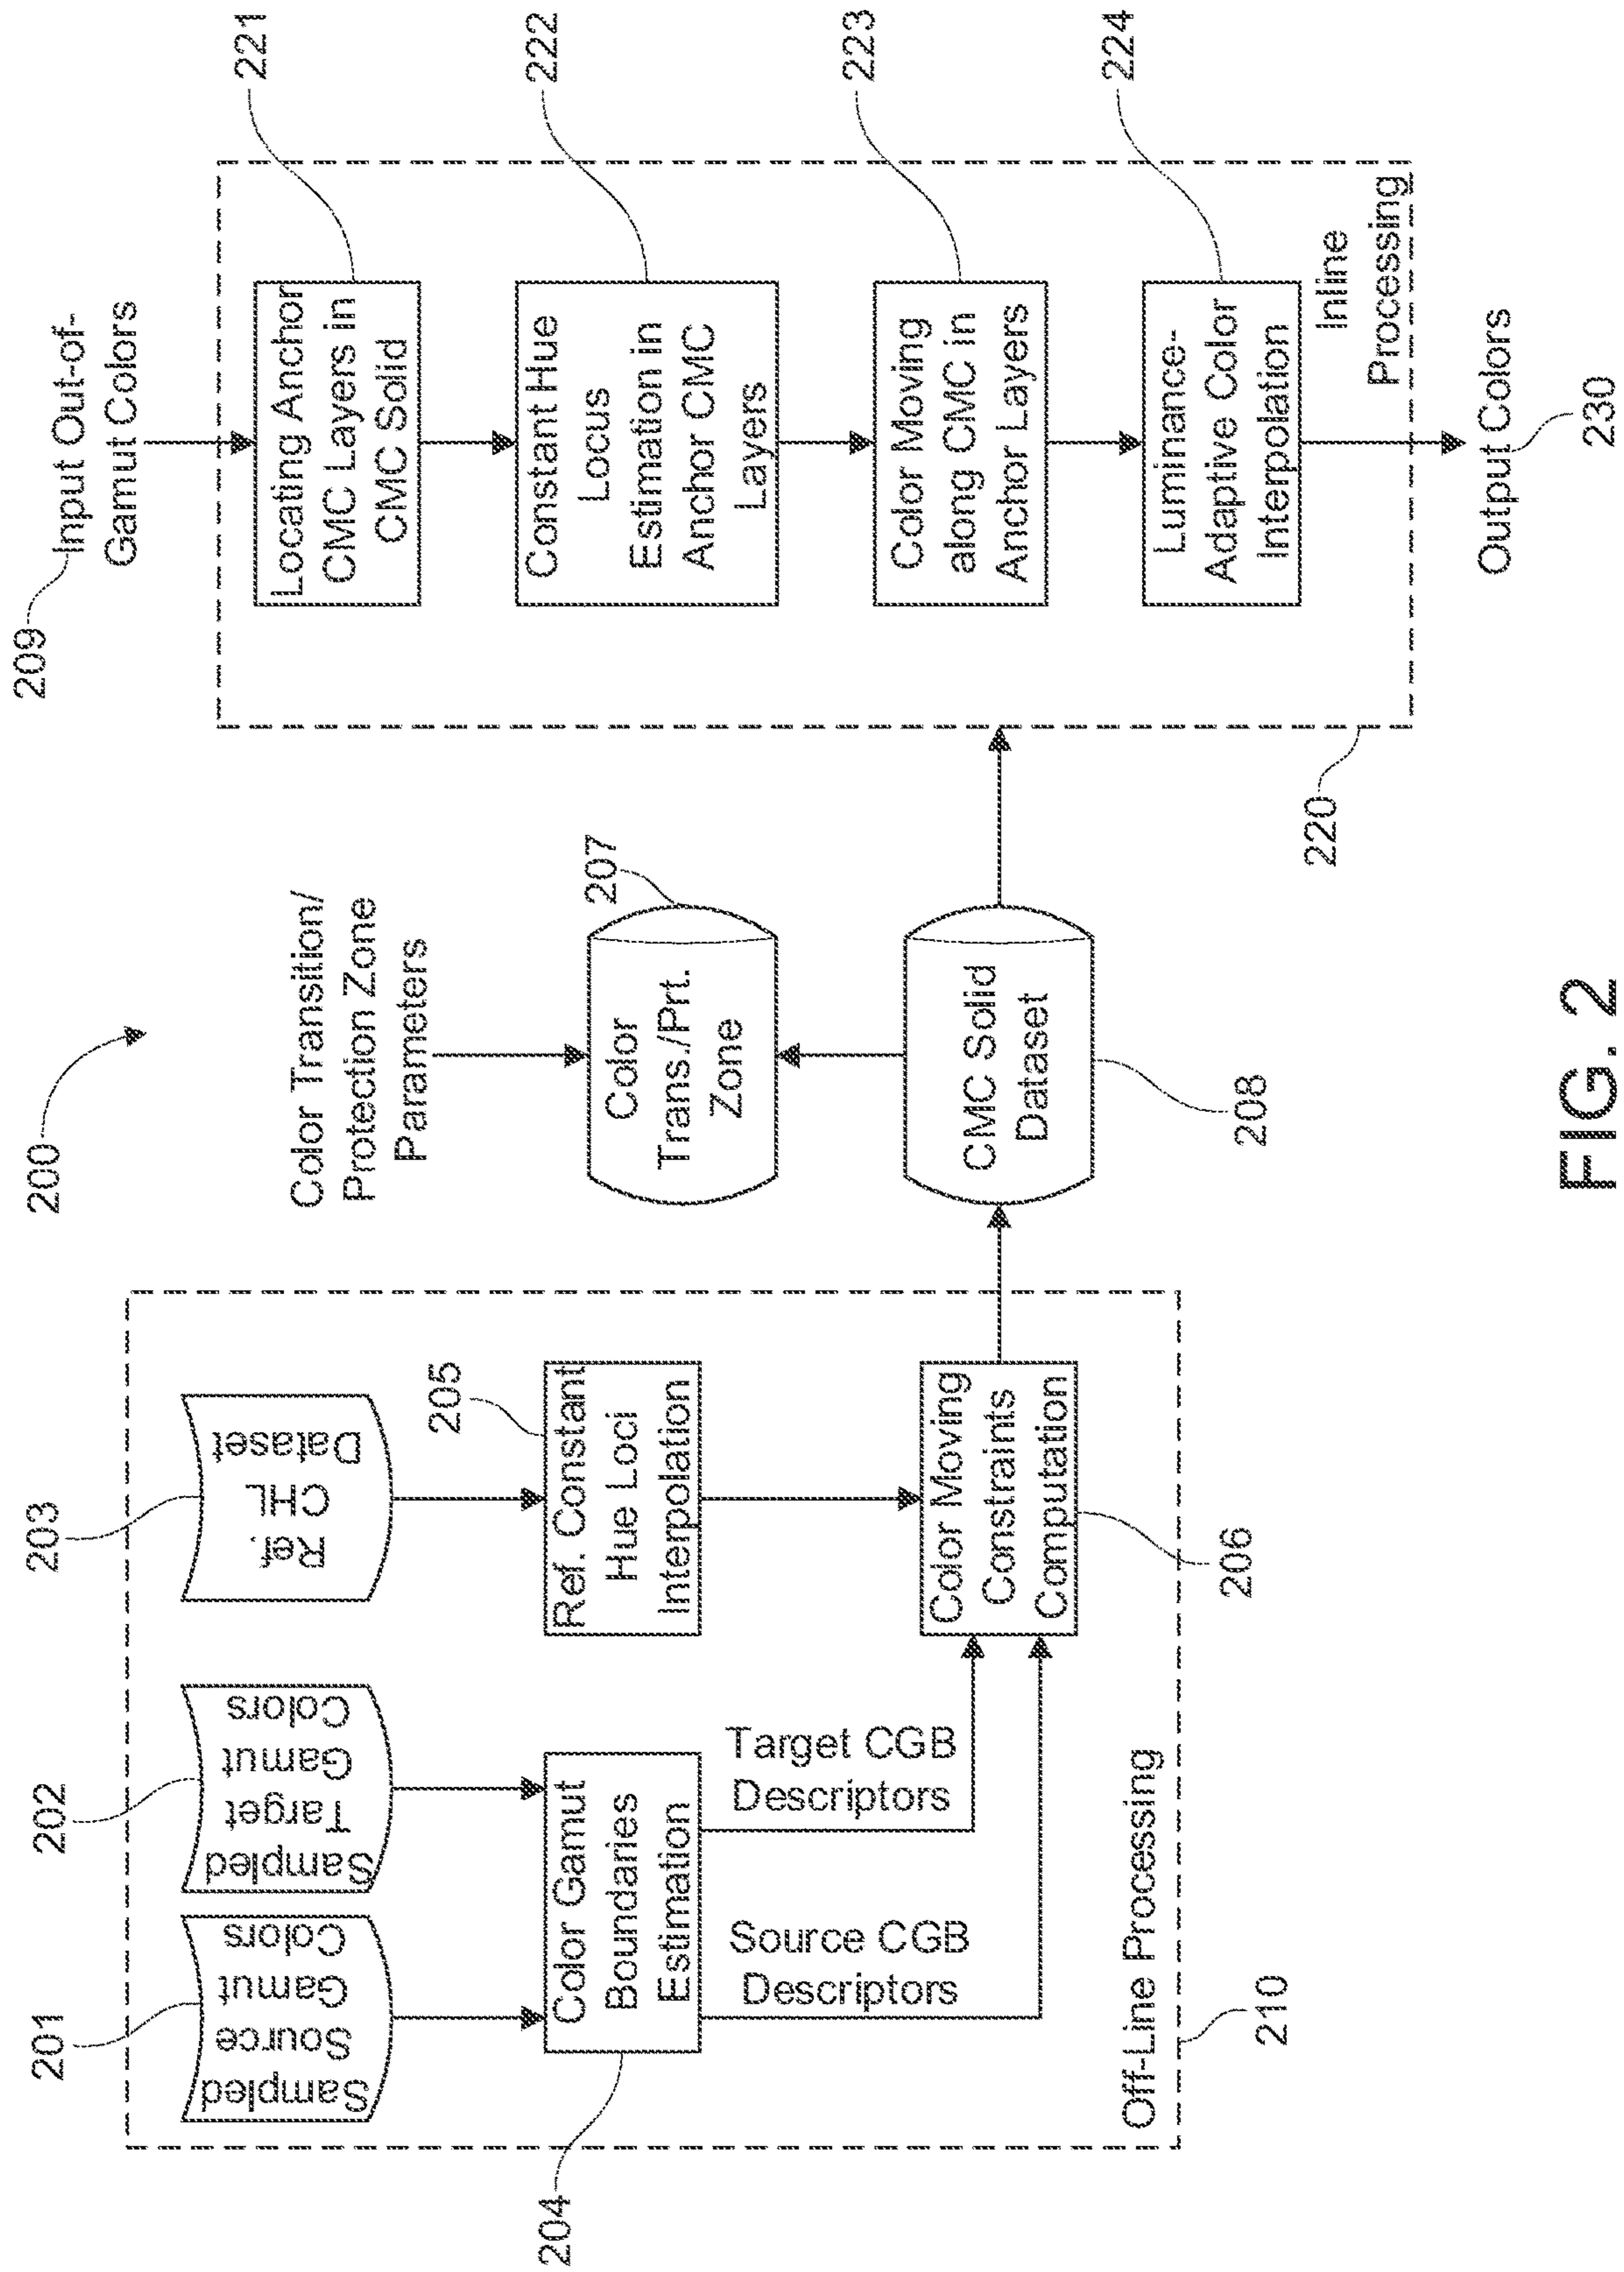 200
201
Sampled
Source
Gamut
Colors
202
Sampled
Target
Gamut
Colors
203
Ref.
CHL
Dataset
204
Color Gamut
Boundaries
Estimation
205
Ref. Constant
Hue Loci
Interpolation
Target CGB
Descriptors
Source CGB
Descriptors
Color Moving
Constraints
Computation
206
Off-Line Processing
210
Color Transition/
Protection Zone
Parameters
207
Color
Trans./Prt.
Zone
CMC Solid
Dataset
208
209
Input Out-of-
Gamut Colors
221
Locating Anchor
CMC Layers in
CMC Solid
222
Constant Hue
Locus
Estimation in
Anchor CMC
Layers
223
Color Moving
along CMC in
Anchor Layers
224
Luminance-
Adaptive Color
Interpolation
Inline
Processing
220
Output Colors
230
FIG. 2